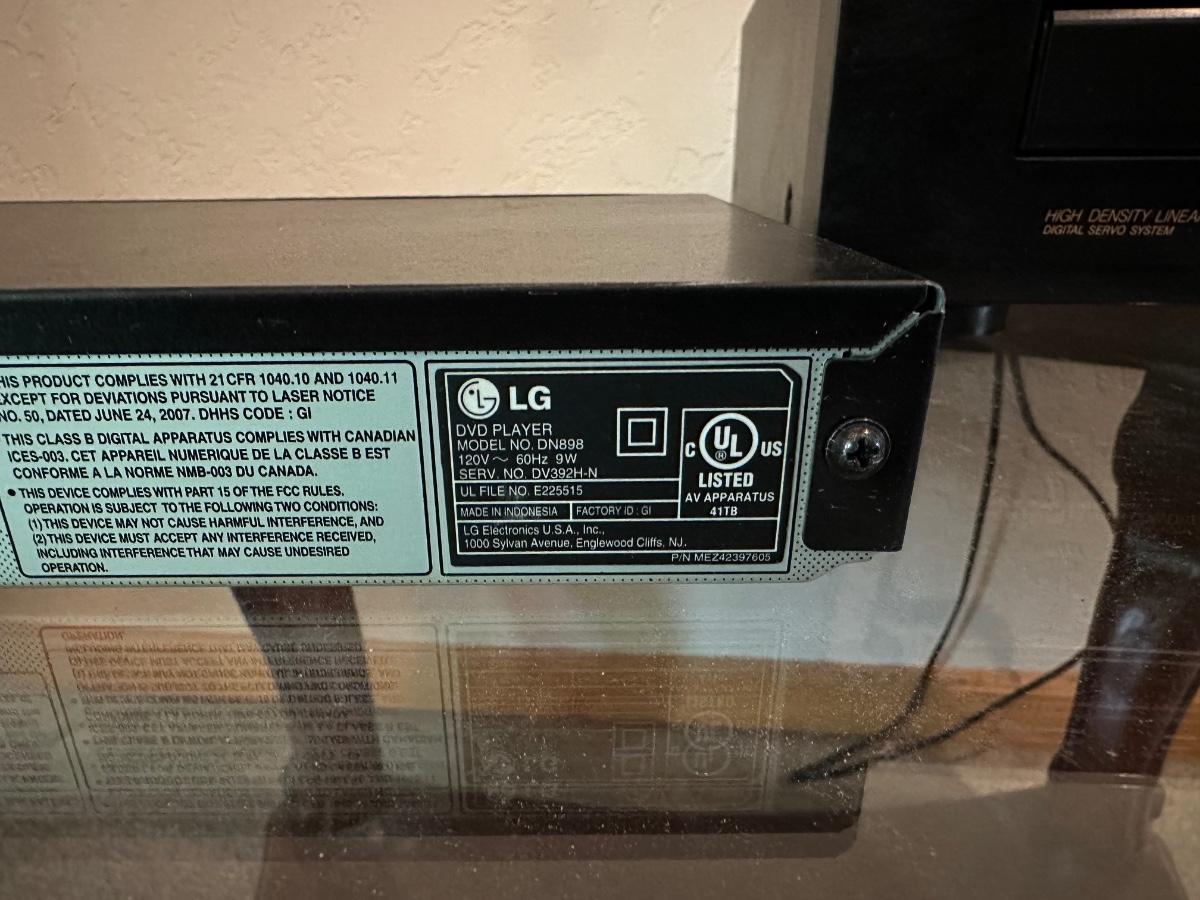 HIGH DENSITY LINEA
DIGITAL SERVO SYSTEM
HIS PRODUCT COMPLIES WITH 21 CFR 1040.10 AND 1040.11
EXCEPT FOR DEVIATIONS PURSUANT TO LASER NOTICE
NO. 50, DATED JUNE 24, 2007. DHHS CODE : GI
THIS CLASS B DIGITAL APPARATUS COMPLIES WITH CANADIAN
ICES-003. CET APPAREIL NUMERIQUE DE LA CLASSE B EST
CONFORME A LA NORME NMB-003 DU CANADA.
• THIS DEVICE COMPLIES WITH PART 15 OF THE FCC RULES.
OPERATION IS SUBJECT TO THE FOLLOWING TWO CONDITIONS:
(1) THIS DEVICE MAY NOT CAUSE HARMFUL INTERFERENCE, AND
(2) THIS DEVICE MUST ACCEPT ANY INTERFERENCE RECEIVED,
INCLUDING INTERFERENCE THAT MAY CAUSE UNDESIRED
OPERATION.
LG
DVD PLAYER
MODEL NO. DN898
120V ~ 60Hz 9W
SERV. NO. DV392H-N
UL FILE NO. E225515
MADE IN INDONESIA FACTORY ID : GI
C UL ® US
LISTED
AV APPARATUS
41TB
LG Electronics U.S.A., Inc.,
1000 Sylvan Avenue, Englewood Cliffs, NJ.
P/N MEZ42397605